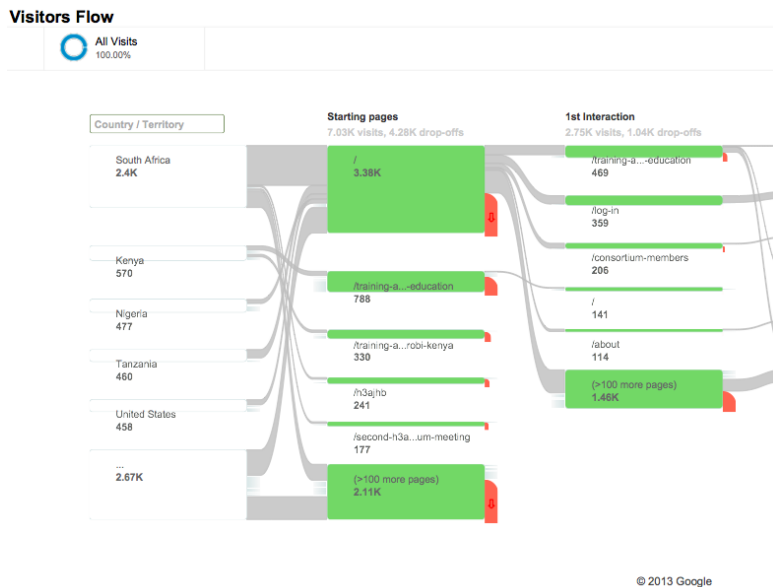 Visitors Flow
All Visits
100.00%
Country / Territory
South Africa
2.4K
Kenya
570
Nigeria
477
Tanzania
460
United States
458
...
2.67K
Starting pages
7.03K visits, 4.28K drop-offs
/
3.38K
/training-a...-education
788
/training-a...robi-kenya
330
/h3ajhb
241
/second-h3a...um-meeting
177
(>100 more pages)
2.11K
1st Interaction
2.75K visits, 1.04K drop-offs
/training-a...-education
469
/log-in
359
/consortium-members
206
/
141
/about
114
(>100 more pages)
1.46K
© 2013 Google